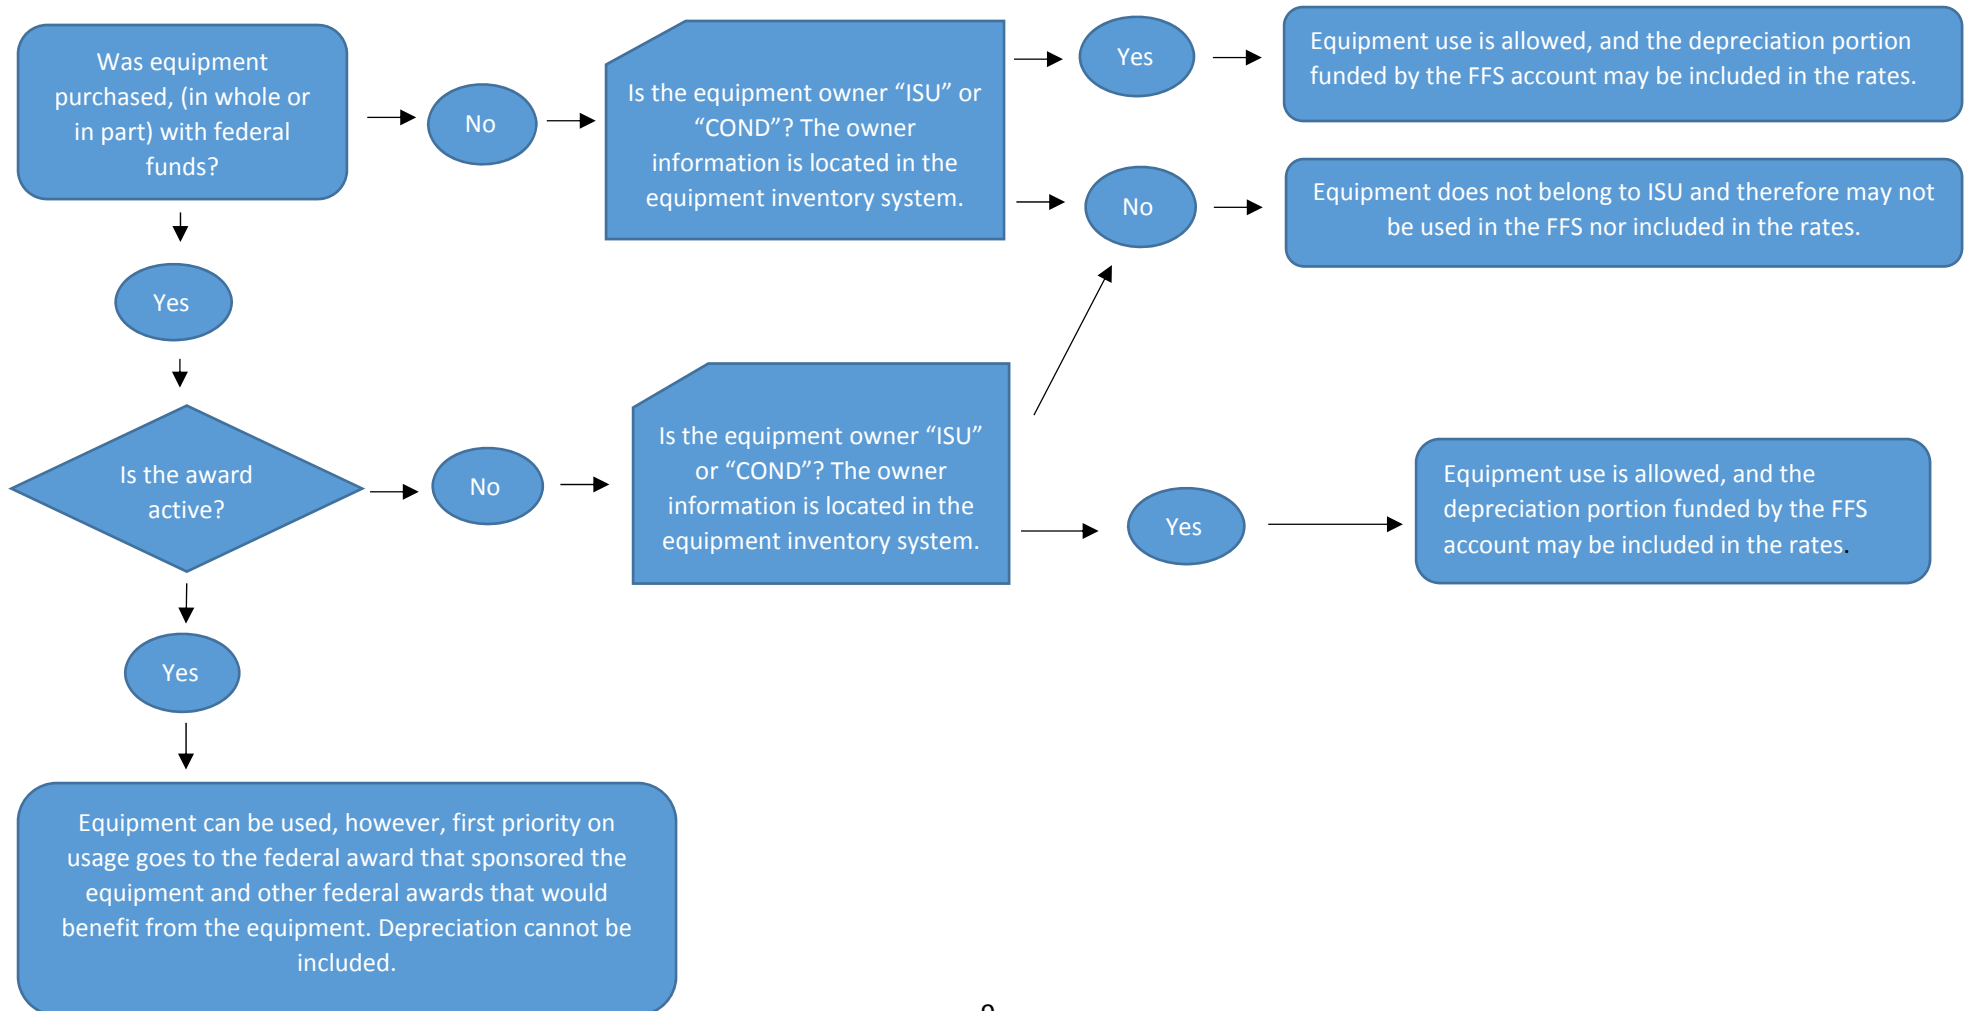 Was equipment
purchased, (in whole or
in part) with federal
funds?
No
Is the equipment owner “ISU” or
“COND”? The owner
information is located in the
equipment inventory system.
Yes
Equipment use is allowed, and the depreciation portion
funded by the FFS account may be included in the rates.
No
Equipment does not belong to ISU and therefore may not
be used in the FFS nor included in the rates.
Yes
Is the award
active?
No
Is the equipment owner “ISU”
or “COND”? The owner
information is located in the
equipment inventory system.
Yes
Equipment use is allowed, and the
depreciation portion funded by the FFS
account may be included in the rates.
Yes
Equipment can be used, however, first priority on
usage goes to the federal award that sponsored the
equipment and other federal awards that would
benefit from the equipment. Depreciation cannot be
included.